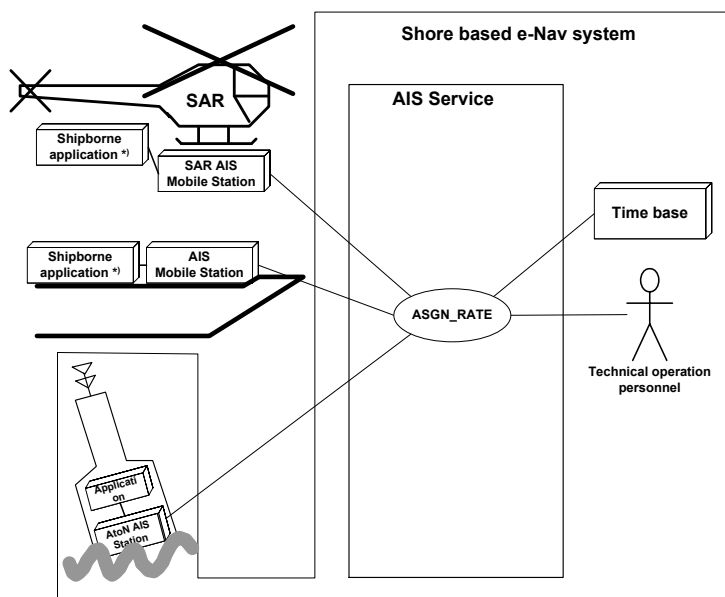 Shore based e-Nav system
SAR
AIS Service
Shipborne
application *)
SAR AIS
Mobile Station
Time base
Shipborne
application *)
AIS
Mobile Station
ASGN_RATE
Technical operation
personnel
Applicati
on
AtoN AIS
Station